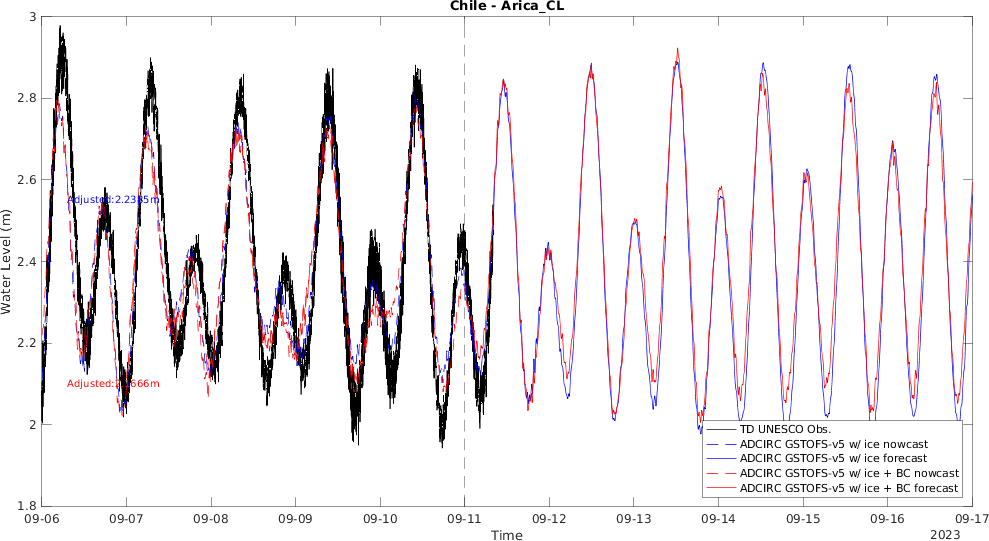 Chile - Arica_CL
3
2.8
2.6
2.4
2.2
2
1.8
Water Level (m)
Adjusted:2.2385m
TD UNESCO Obs.
ADCIRC GSTOFS-v5 w/ ice nowcast
ADCIRC GSTOFS-v5 w/ ice forecast
ADCIRC GSTOFS-v5 w/ ice + BC nowcast
ADCIRC GSTOFS-v5 w/ ice + BC forecast
09-06 09-07 09-08 09-09 09-10 09-11 09-12 09-13 09-14 09-15 09-16 09-17
Time
2023